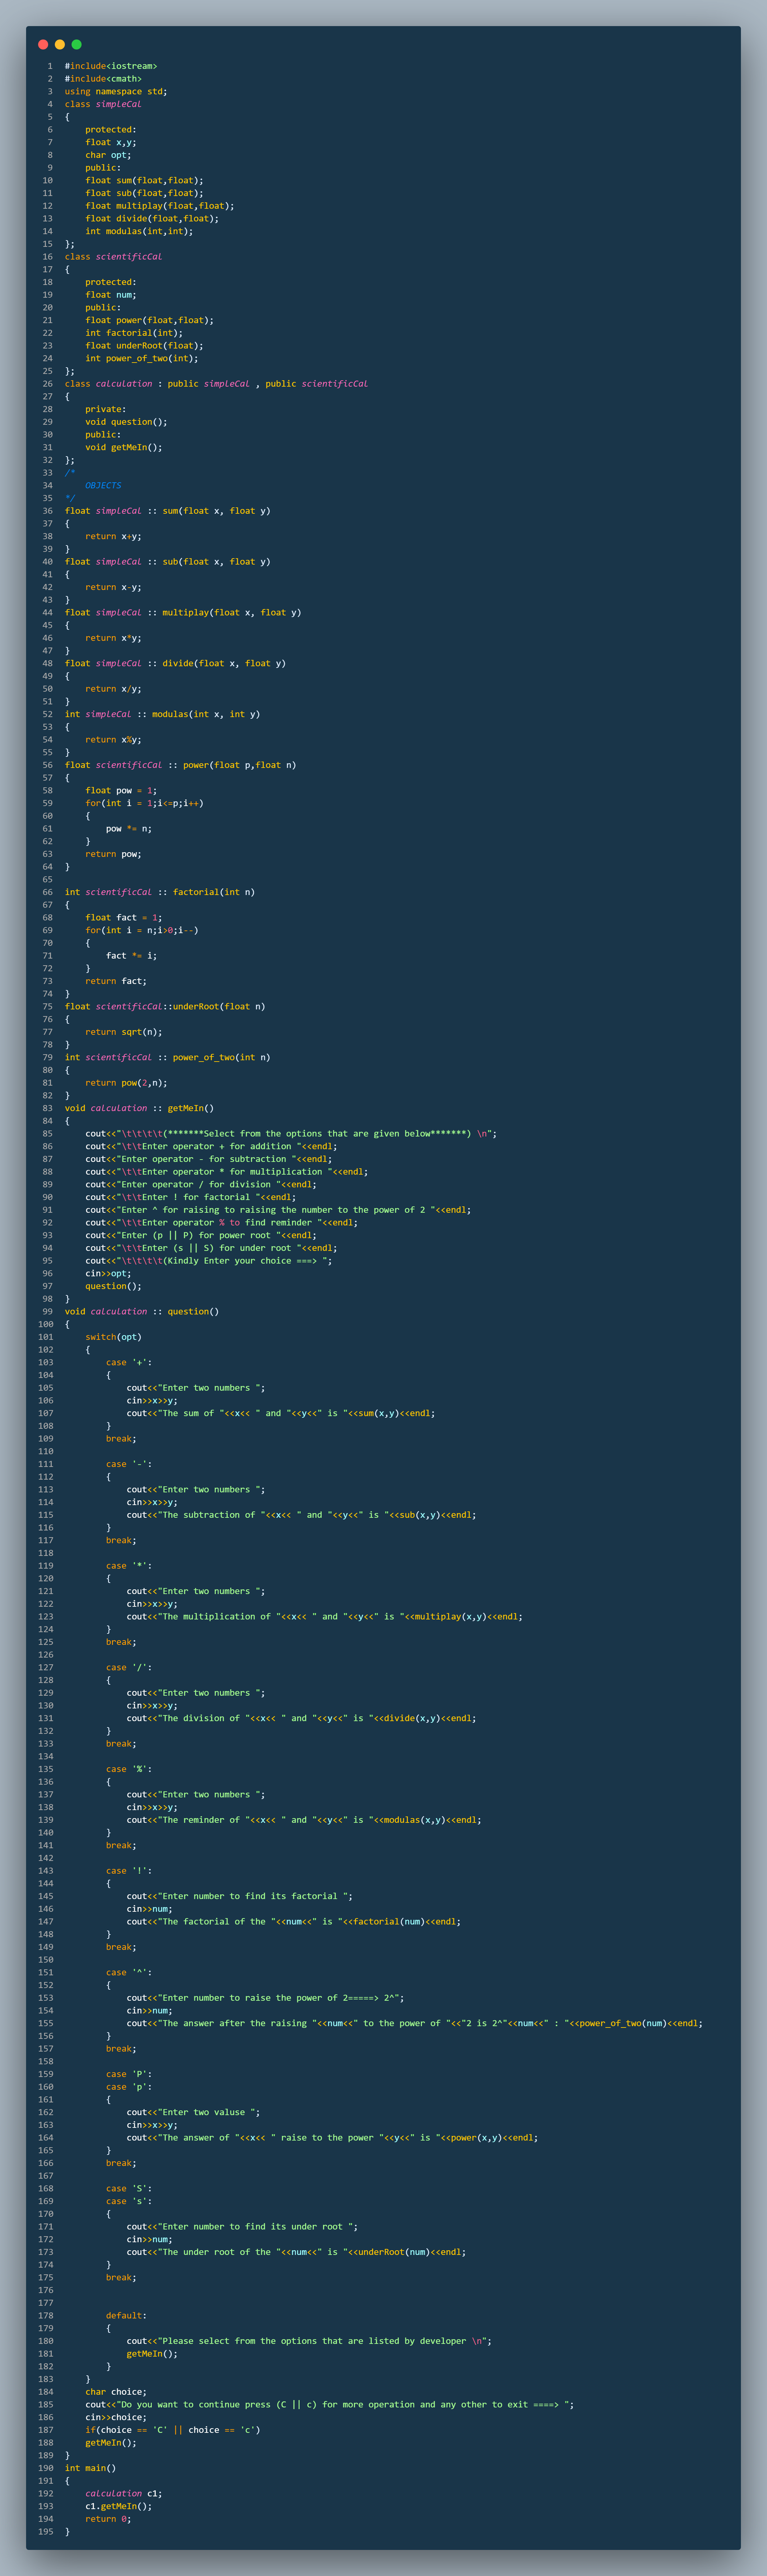 1 #include<iostream>
2 #include<cmath>
3 using namespace std;
4 class simpleCal
5 {
6     protected:
7     float x,y;
8     char opt;
9     public:
10     float sum(float,float);
11     float sub(float,float);
12     float multiplay(float,float);
13     float divide(float,float);
14     int modulas(int,int);
15 };
16 class scientificCal
17 {
18     protected:
19     float num;
20     public:
21     float power(float,float);
22     int factorial(int);
23     float underRoot(float);
24     int power_of_two(int);
25 };
26 class calculation : public simpleCal , public scientificCal
27 {
28     private:
29     void question();
30     public:
31     void getMeIn();
32 };
33 /*
34     OBJECTS
35 */
36 float simpleCal :: sum(float x, float y)
37 {
38     return x+y;
39 }
40 float simpleCal :: sub(float x, float y)
41 {
42     return x-y;
43 }
44 float simpleCal :: multiplay(float x, float y)
45 {
46     return x*y;
47 }
48 float simpleCal :: divide(float x, float y)
49 {
50     return x/y;
51 }
52 int simpleCal :: modulas(int x, int y)
53 {
54     return x%y;
55 }
56 float scientificCal :: power(float p,float n)
57 {
58     float pow = 1;
59     for(int i = 1;i<=p;i++)
60     {
61         pow *= n;
62     }
63     return pow;
64 }
65
66 int scientificCal :: factorial(int n)
67 {
68     float fact = 1;
69     for(int i = n;i>0;i--)
70     {
71         fact *= i;
72     }
73     return fact;
74 }
75 float scientificCal::underRoot(float n)
76 {
77     return sqrt(n);
78 }
79 int scientificCal :: power_of_two(int n)
80 {
81     return pow(2,n);
82 }
83 void calculation :: getMeIn()
84 {
85     cout<<"\t\t\t\t(*******Select from the options that are given below*******) \n";
86     cout<<"\t\tEnter operator + for addition "<<endl;
87     cout<<"Enter operator - for subtraction "<<endl;
88     cout<<"\t\tEnter operator * for multiplication "<<endl;
89     cout<<"Enter operator / for division "<<endl;
90     cout<<"\t\tEnter ! for factorial "<<endl;
91     cout<<"Enter ^ for raising to raising the number to the power of 2 "<<endl;
92     cout<<"\t\tEnter operator % to find reminder "<<endl;
93     cout<<"Enter (p || P) for power root "<<endl;
94     cout<<"\t\tEnter (s || S) for under root "<<endl;
95     cout<<"\t\t\t\t(Kindly Enter your choice ===> ";
96     cin>>opt;
97     question();
98 }
99 void calculation :: question()
100 {
101     switch(opt)
102     {
103         case '+':
104         {
105             cout<<"Enter two numbers ";
106             cin>>x>>y;
107             cout<<"The sum of "<<x<< " and "<<y<<" is "<<sum(x,y)<<endl;
108         }
109         break;
110
111         case '-':
112         {
113             cout<<"Enter two numbers ";
114             cin>>x>>y;
115             cout<<"The subtraction of "<<x<< " and "<<y<<" is "<<sub(x,y)<<endl;
116         }
117         break;
118
119         case '*':
120         {
121             cout<<"Enter two numbers ";
122             cin>>x>>y;
123             cout<<"The multiplication of "<<x<< " and "<<y<<" is "<<multiplay(x,y)<<endl;
124         }
125         break;
126
127         case '/':
128         {
129             cout<<"Enter two numbers ";
130             cin>>x>>y;
131             cout<<"The division of "<<x<< " and "<<y<<" is "<<divide(x,y)<<endl;
132         }
133         break;
134
135         case '%':
136         {
137             cout<<"Enter two numbers ";
138             cin>>x>>y;
139             cout<<"The reminder of "<<x<< " and "<<y<<" is "<<modulas(x,y)<<endl;
140         }
141         break;
142
143         case '!':
144         {
145             cout<<"Enter number to find its factorial ";
146             cin>>num;
147             cout<<"The factorial of the "<<num<<" is "<<factorial(num)<<endl;
148         }
149         break;
150
151         case '^':
152         {
153             cout<<"Enter number to raise the power of 2=====> 2^";
154             cin>>num;
155             cout<<"The answer after the raising "<<num<<" to the power of "<<"2 is 2^"<<num<<" : "<<power_of_two(num)<<endl;
156         }
157         break;
158
159         case 'P':
160         case 'p':
161         {
162             cout<<"Enter two valuse ";
163             cin>>x>>y;
164             cout<<"The answer of "<<x<< " raise to the power "<<y<<" is "<<power(x,y)<<endl;
165         }
166         break;
167
168         case 'S':
169         case 's':
170         {
171             cout<<"Enter number to find its under root ";
172             cin>>num;
173             cout<<"The under root of the "<<num<<" is "<<underRoot(num)<<endl;
174         }
175         break;
176
177
178         default:
179         {
180             cout<<"Please select from the options that are listed by developer \n";
181             getMeIn();
182         }
183     }
184     char choice;
185     cout<<"Do you want to continue press (C || c) for more operation and any other to exit ====> ";
186     cin>>choice;
187     if(choice == 'C' || choice == 'c')
188     getMeIn();
189 }
190 int main()
191 {
192     calculation c1;
193     c1.getMeIn();
194     return 0;
195 }